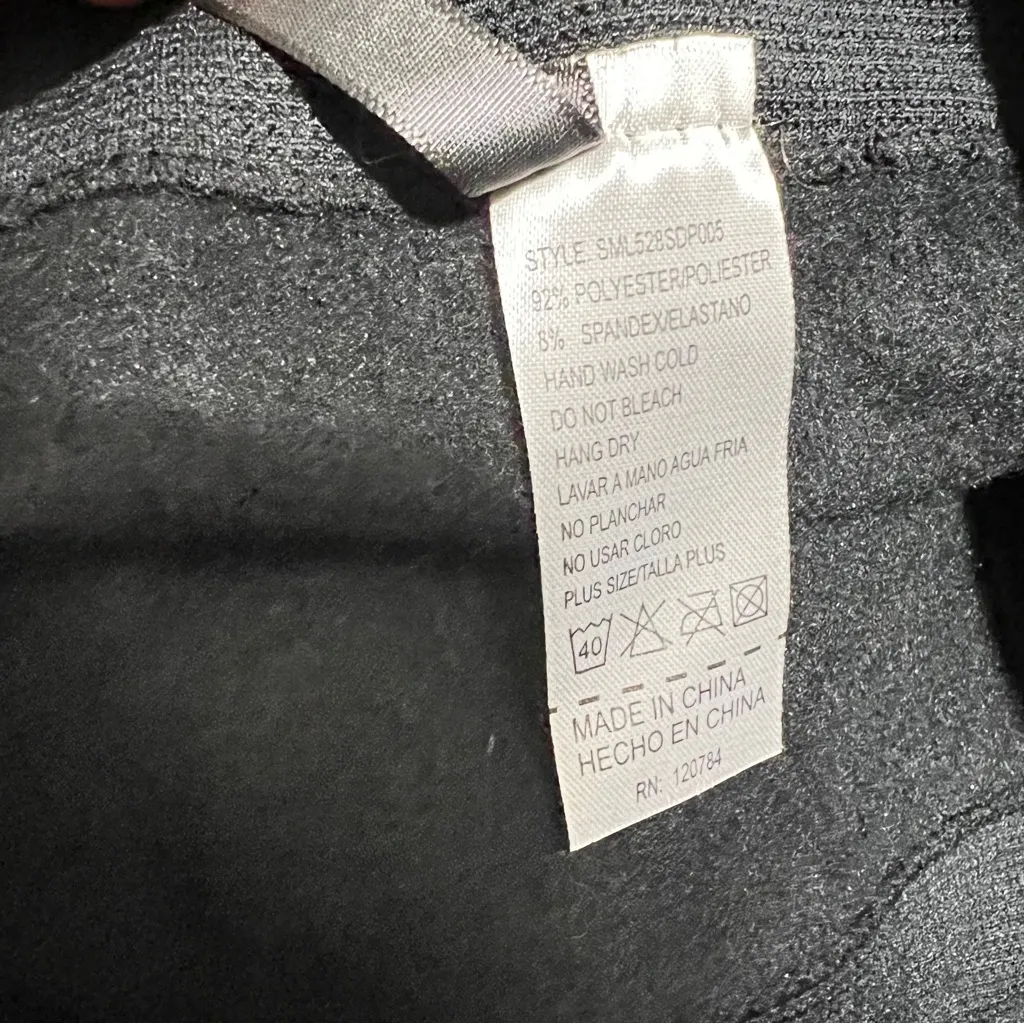 STYLE: SML528SDP005
92% POLYESTER/POLIESTER
8% SPANDEX/ELASTANO
HAND WASH COLD
DO NOT BLEACH
HANG DRY
LAVAR A MANO AGUA FRIA
NO PLANCHAR
NO USAR CLORO
PLUS SIZE/TALLA PLUS
40
MADE IN CHINA
HECHO EN CHINA
RN: 120784